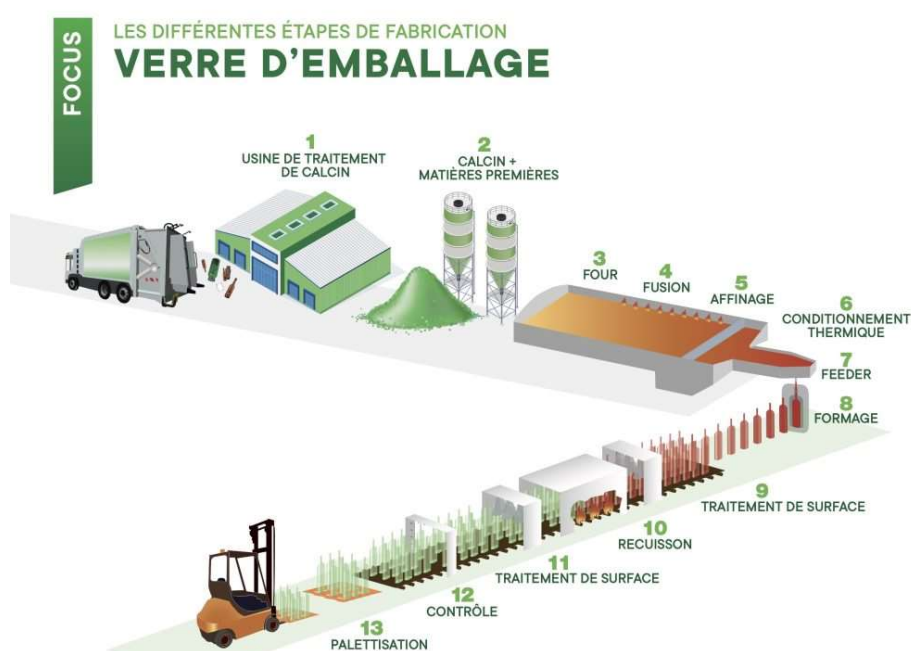 FOCUS
LES DIFFÉRENTES ÉTAPES DE FABRICATION
VERRE D'EMBALLAGE
1
USINE DE TRAITEMENT
DE CALCIN
2
CALCIN +
MATIÈRES PREMIÈRES
3
FOUR
4
FUSION
5
AFFINAGE
6
CONDITIONNEMENT
THERMIQUE
7
FEEDER
8
FORMAGE
9
TRAITEMENT DE SURFACE
10
RECUISSON
11
TRAITEMENT DE SURFACE
12
CONTRÔLE
13
PALETTISATION